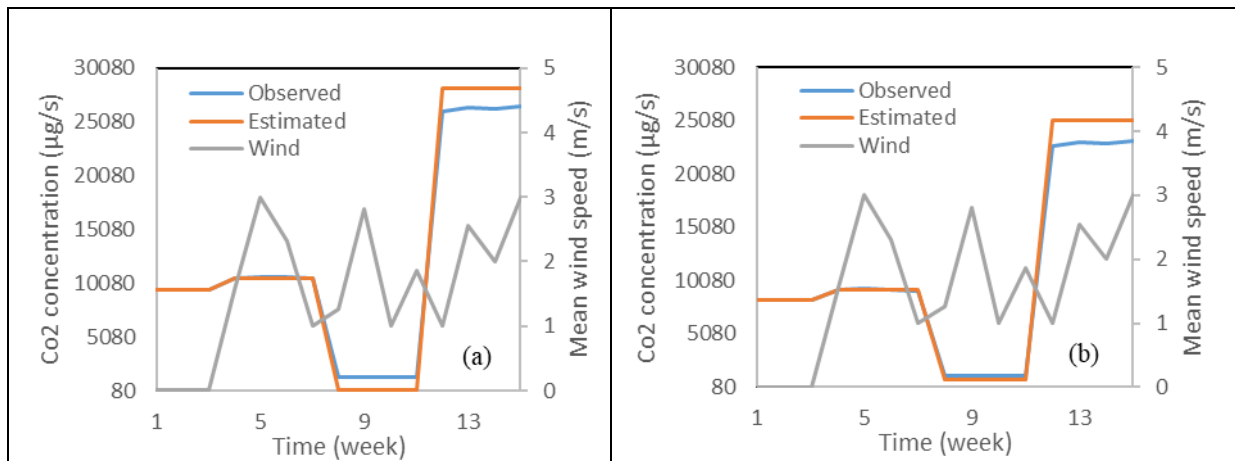 30080
25080
20080
15080
10080
5080
80
Co2 concentration (µg/s)
Observed
Estimated
Wind
5
4
3
2
1
0
Mean wind speed (m/s)
(a)
1
5
9
13
Time (week)
30080
25080
20080
15080
10080
5080
80
Co2 concentration (µg/s)
Observed
Estimated
Wind
5
4
3
2
1
0
Mean wind speed (m/s)
(b)
1
5
9
13
Time (week)